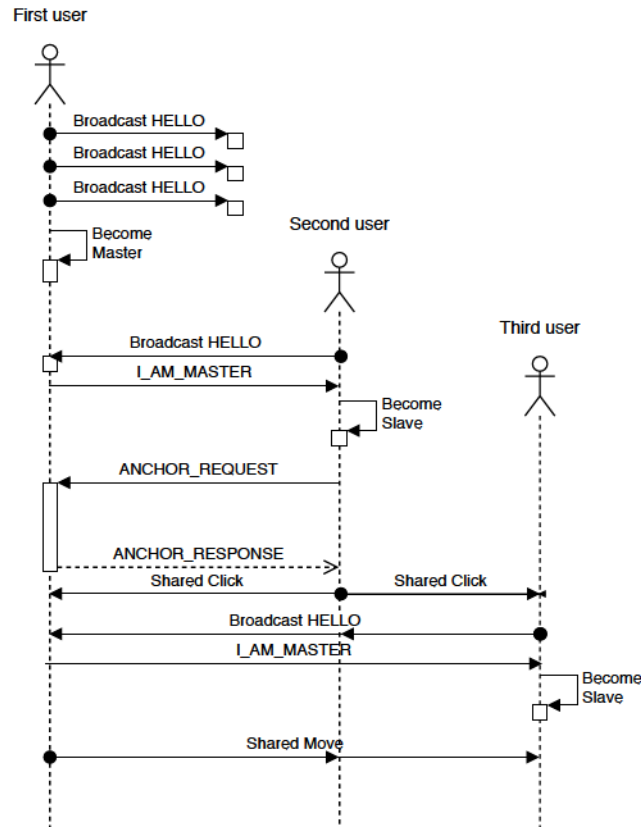 First user
Broadcast HELLO
Broadcast HELLO
Broadcast HELLO
Become
Master
Second user
Broadcast HELLO
Third user
I_AM_MASTER
Become
Slave
ANCHOR_REQUEST
ANCHOR_RESPONSE
Shared Click
Shared Click
Broadcast HELLO
I_AM_MASTER
Become
Slave
Shared Move